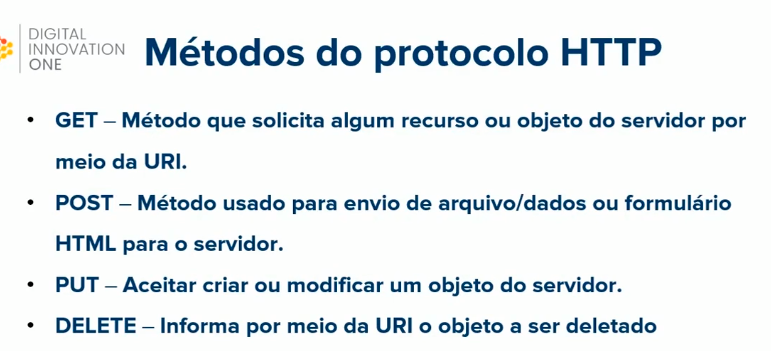 DIGITAL
INNOVATION
ONE
Métodos do protocolo HTTP
• GET – Método que solicita algum recurso ou objeto do servidor por
meio da URI.
• POST – Método usado para envio de arquivo/dados ou formulário
HTML para o servidor.
• PUT – Aceitar criar ou modificar um objeto do servidor.
• DELETE – Informa por meio da URI o objeto a ser deletado